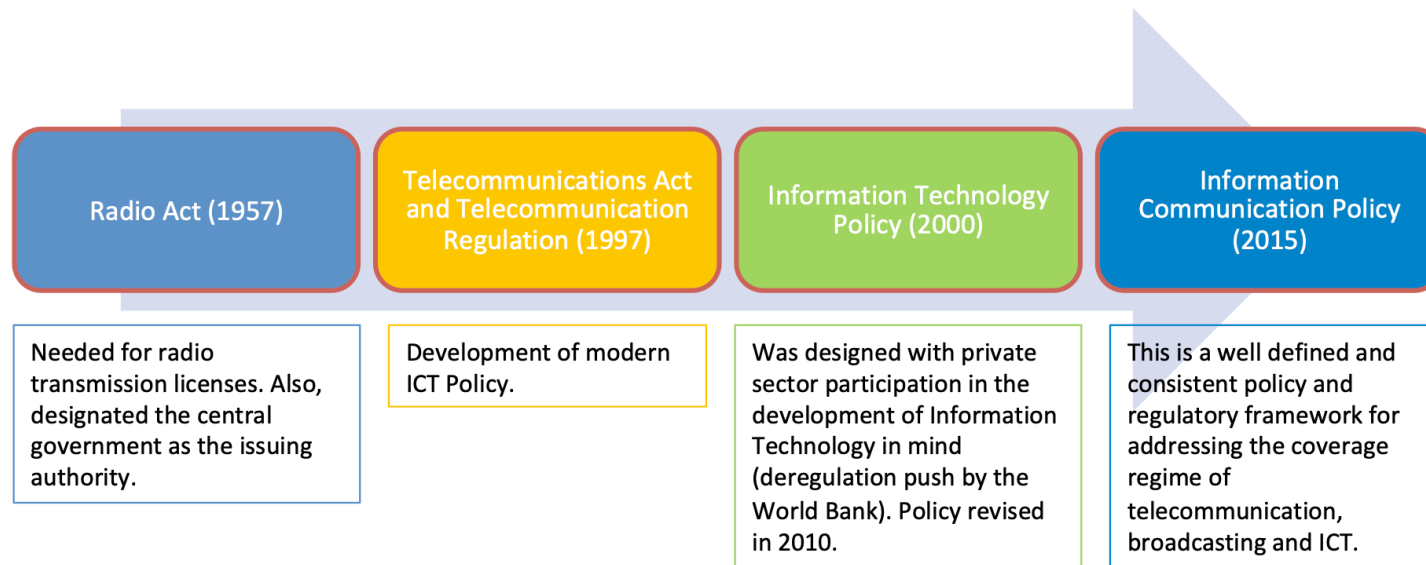 Radio Act (1957)
Telecommunications Act
and Telecommunication
Regulation (1997)
Information Technology
Policy (2000)
Information
Communication Policy
(2015)
Needed for radio
transmission licenses. Also,
designated the central
government as the issuing
authority.
Development of modern
ICT Policy.
Was designed with private
sector participation in the
development of Information
Technology in mind
(deregulation push by the
World Bank). Policy revised
in 2010.
This is a well defined and
consistent policy and
regulatory framework for
addressing the coverage
regime of
telecommunication,
broadcasting and ICT.